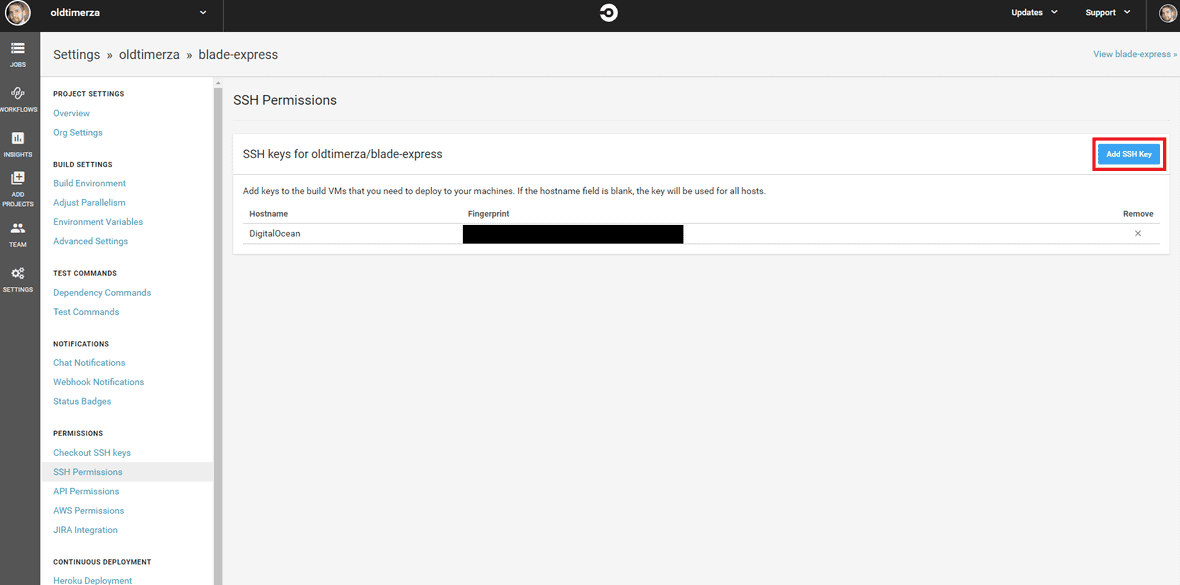 oldtimerza
Updates
Support
JOBS
WORKFLOWS
INSIGHTS
ADD
PROJECTS
TEAM
SETTINGS
Settings » oldtimerza » blade-express
View blade-express »
PROJECT SETTINGS
Overview
Org Settings
BUILD SETTINGS
Build Environment
Adjust Parallelism
Environment Variables
Advanced Settings
TEST COMMANDS
Dependency Commands
Test Commands
NOTIFICATIONS
Chat Notifications
Webhook Notifications
Status Badges
PERMISSIONS
Checkout SSH keys
SSH Permissions
API Permissions
AWS Permissions
JIRA Integration
CONTINUOUS DEPLOYMENT
Heroku Deployment
SSH Permissions
SSH keys for oldtimerza/blade-express
Add SSH Key
Add keys to the build VMs that you need to deploy to your machines. If the hostname field is blank, the key will be used for all hosts.
Hostname Fingerprint Remove
DigitalOcean